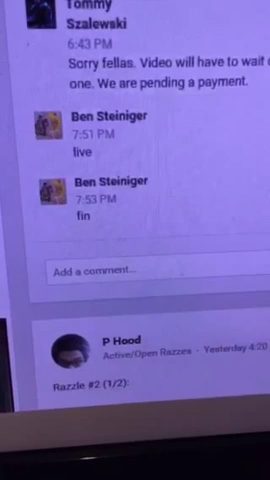 Tommy
Szalewski
6:43 PM
Sorry fellas. Video will have to wait
one. We are pending a payment.
Ben Steiniger
7:51 PM
live
Ben Steiniger
7:53 PM
fin
Add a comment...
P Hood
Active/Open Razzes - Yesterday 4:20
Razzle #2 (1/2):